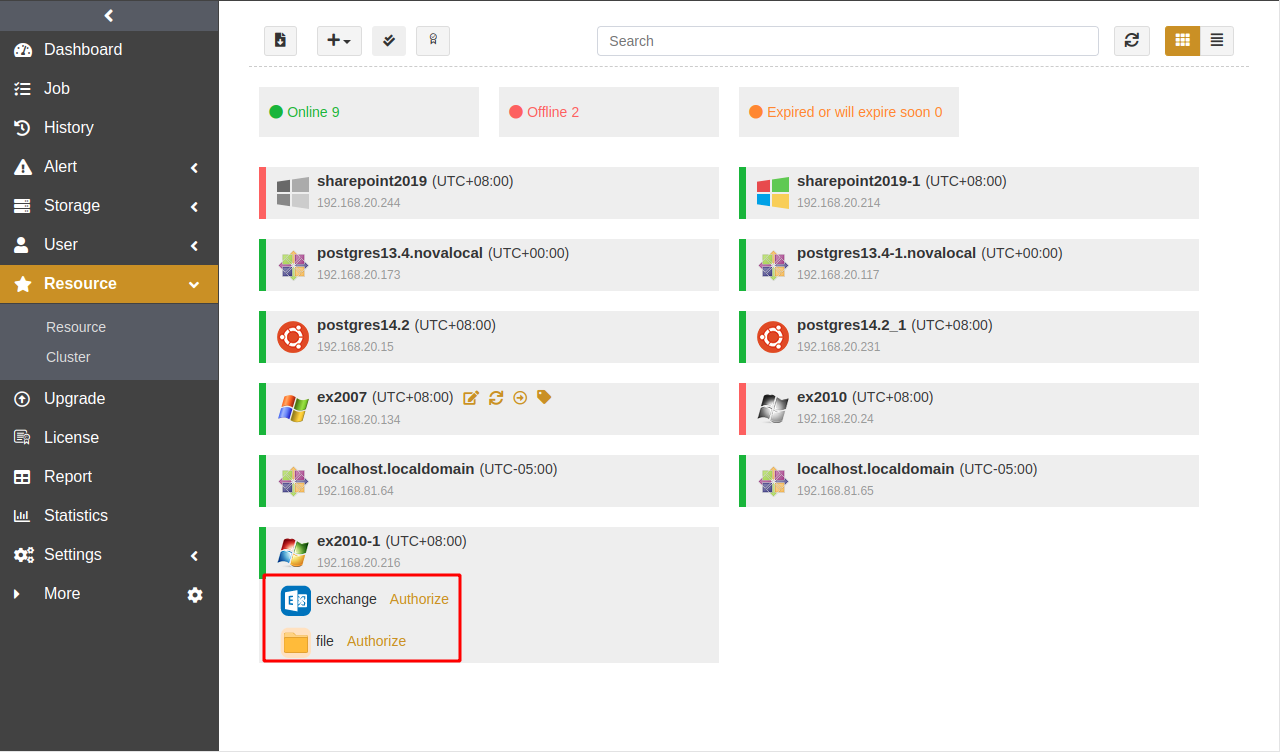 Dashboard
Job
History
Alert
Storage
User
Resource
Resource
Cluster
Upgrade
License
Report
Statistics
Settings
More
Search
Online 9
Offline 2
Expired or will expire soon 0
sharepoint2019 (UTC+08:00)
192.168.20.244
sharepoint2019-1 (UTC+08:00)
192.168.20.214
postgres13.4.novalocal (UTC+00:00)
192.168.20.173
postgres13.4-1.novalocal (UTC+00:00)
192.168.20.117
postgres14.2 (UTC+08:00)
192.168.20.15
postgres14.2_1 (UTC+08:00)
192.168.20.231
ex2007 (UTC+08:00)
192.168.20.134
ex2010 (UTC+08:00)
192.168.20.24
localhost.localdomain (UTC-05:00)
192.168.81.64
localhost.localdomain (UTC-05:00)
192.168.81.65
ex2010-1 (UTC+08:00)
192.168.20.216
exchange Authorize
file Authorize